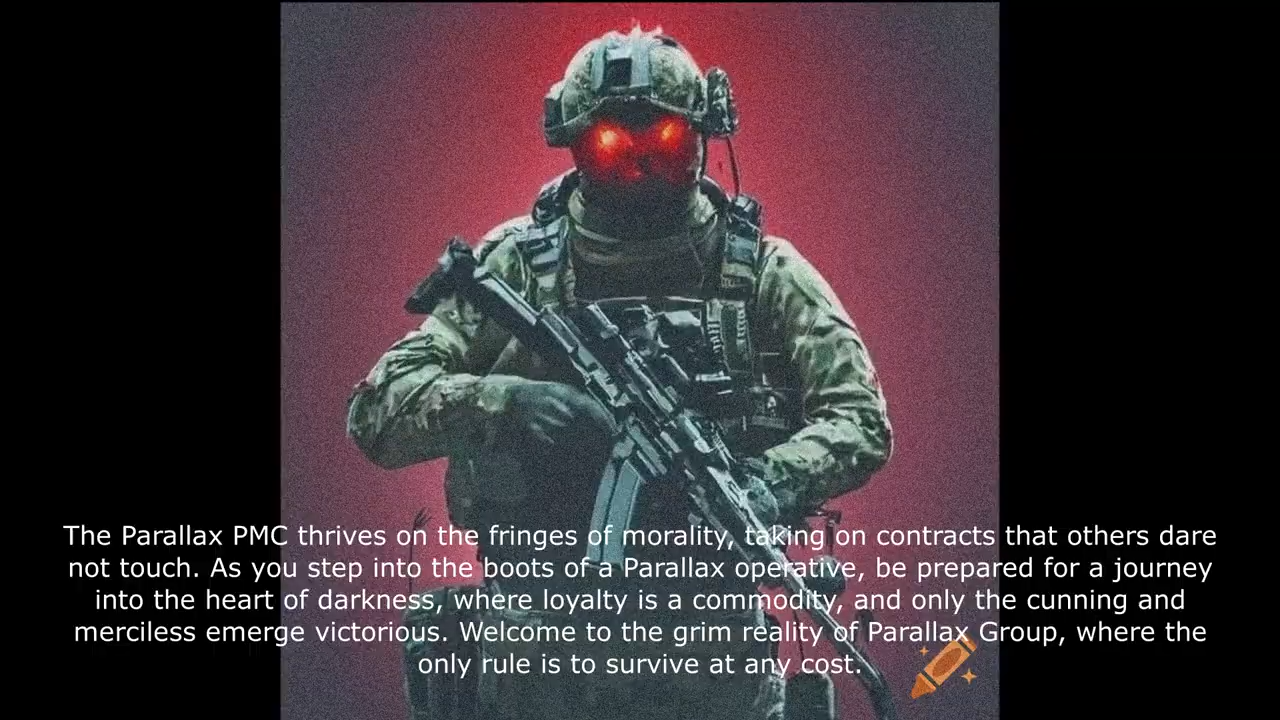 The Parallax PMC thrives on the fringes of morality, taking on contracts that others dare
not touch. As you step into the boots of a Parallax operative, be prepared for a journey
into the heart of darkness, where loyalty is a commodity, and only the cunning and
merciless emerge victorious. Welcome to the grim reality of Parallax Group, where the
only rule is to survive at any cost.